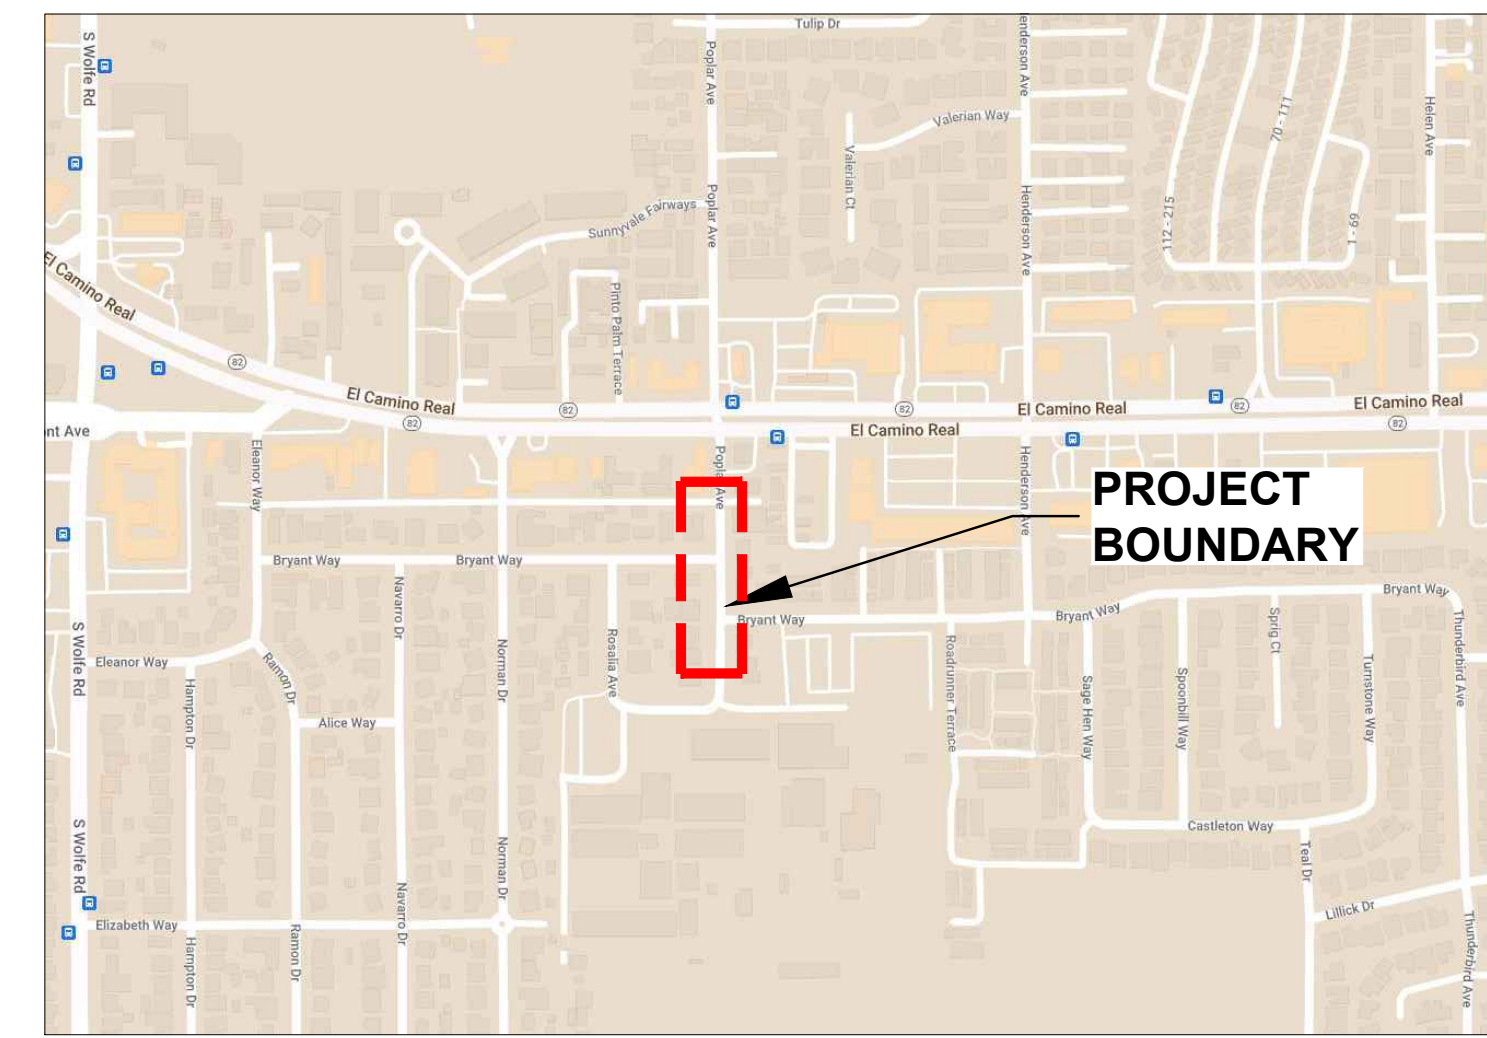 Tulip Dr
S Wolfe Rd
Poplar Ave
enderson Ave
Helen Ave
Valerian Way
70 - 111
Valerian Ct
Poplar Ave
Henderson Ave
112 - 215
1 - 69
Sunnyvale Fairways
El Camino Real
Pinto Palm Terrace
82
El Camino Real
82
82
82
El Camino Real
82
El Camino Real
82
El Camino Real
nt Ave
Eleanor Way
Poplar Ave
Henderson Ave
PROJECT
BOUNDARY
Bryant Way
Bryant Way
Navarro Dr
Bryant Way
Bryant Way
Bryant Way
Sprig Ct
Thunderbird Ave
S Wolfe Rd
Eleanor Way
Ramon Dr
Hampton Dr
Alice Way
Norman Dr
Rosalia Ave
Roadrunner Terrace
Sage Hen Way
Spoonbill Way
Turnstone Way
S Wolfe Rd
Norman Dr
Castleton Way
Teal Dr
Elizabeth Way
Hampton Dr
Ramon Dr
Navarro Dr
Lillick Dr
Thunderbird Ave